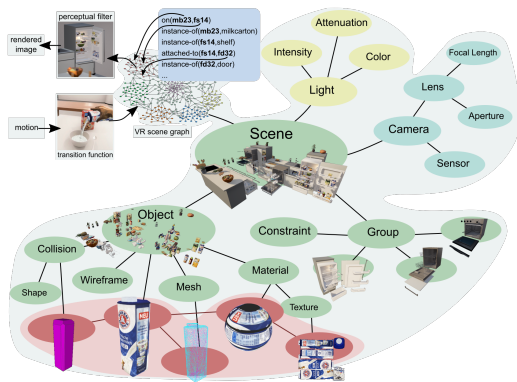 perceptual filter
rendered
image
on(mb23,fs14)
instance-of(mb23,milkcarton)
instance-of(fs14,shelf)
attached-to(fs14,fd32)
instance-of(fd32,door)
...
motion
transition function
VR scene graph
Attenuation
Intensity
Color
Light
Focal Length
Lens
Aperture
Camera
Sensor
Scene
Object
Constraint
Group
Collision
Wireframe
Material
Shape
Mesh
Texture